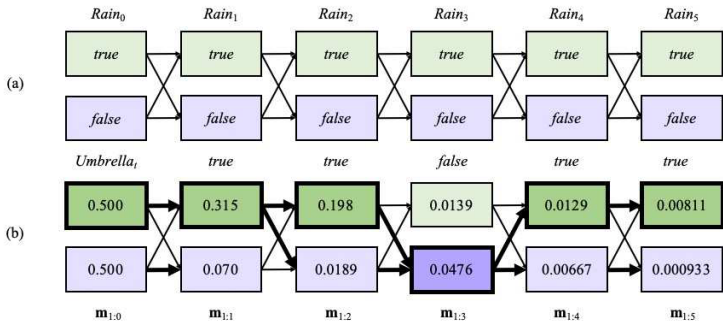 Rain₀ Rain₁ Rain₂ Rain₃ Rain₄ Rain₅
true true true true true true
(a)
false false false false false false
Umbrellaₜ true true false true true
0.500 0.315 0.198 0.0139 0.0129 0.00811
(b)
0.500 0.070 0.0189 0.0476 0.00667 0.000933
m₁:₀ m₁:₁ m₁:₂ m₁:₃ m₁:₄ m₁:₅